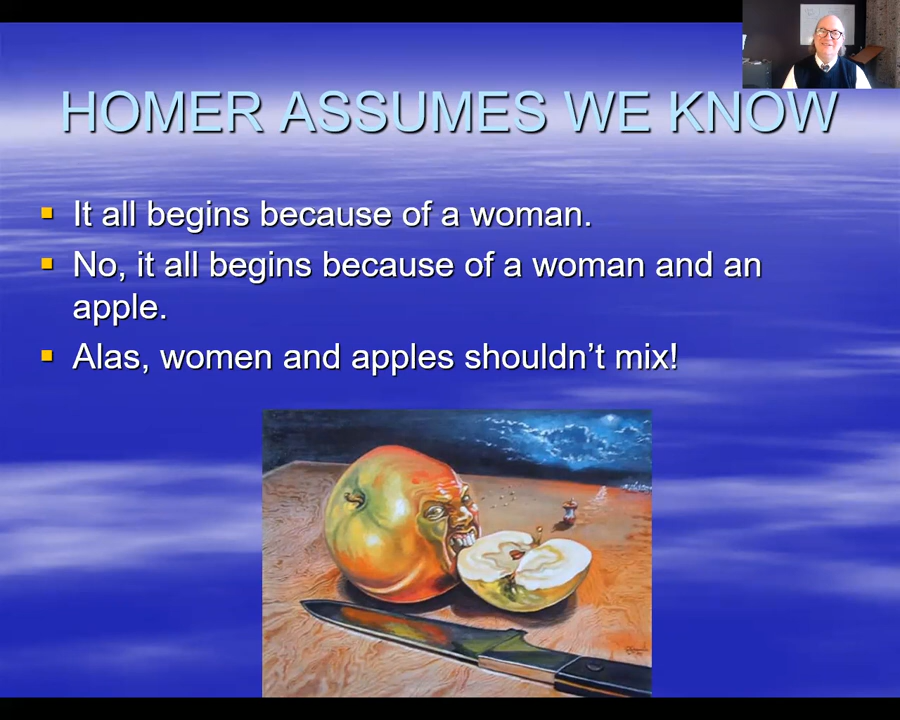 HOMER ASSUMES WE KNOW
It all begins because of a woman.
No, it all begins because of a woman and an
apple.
Alas, women and apples shouldn’t mix!